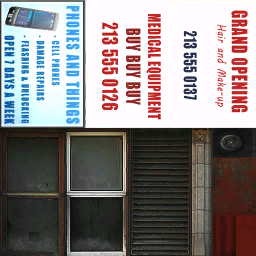 GRAND OPENING
Hair and Make-up
213 555 0137
MEDICAL EQUIPMENT
BUY BUY BUY
213 555 0126
PHONES AND THINGS
· CELL PHONES
· DAMAGE REPAIRS
· FLASHING & UNLOCKING
OPEN 7 DAYS A WEEK